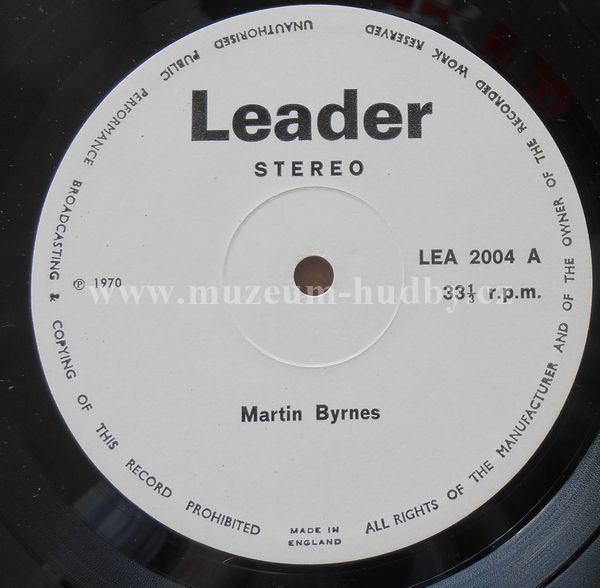 Leader
STEREO
LEA 2004 A
℗ 1970
33⅓ r.p.m.
www.muzeum-hudby.cz
Martin Byrnes
MADE IN
ENGLAND
ALL RIGHTS OF THE MANUFACTURER AND OF THE OWNER OF THE RECORDED WORK RESERVED
UNAUTHORISED PUBLIC PERFORMANCE BROADCASTING & COPYING OF THIS RECORD PROHIBITED